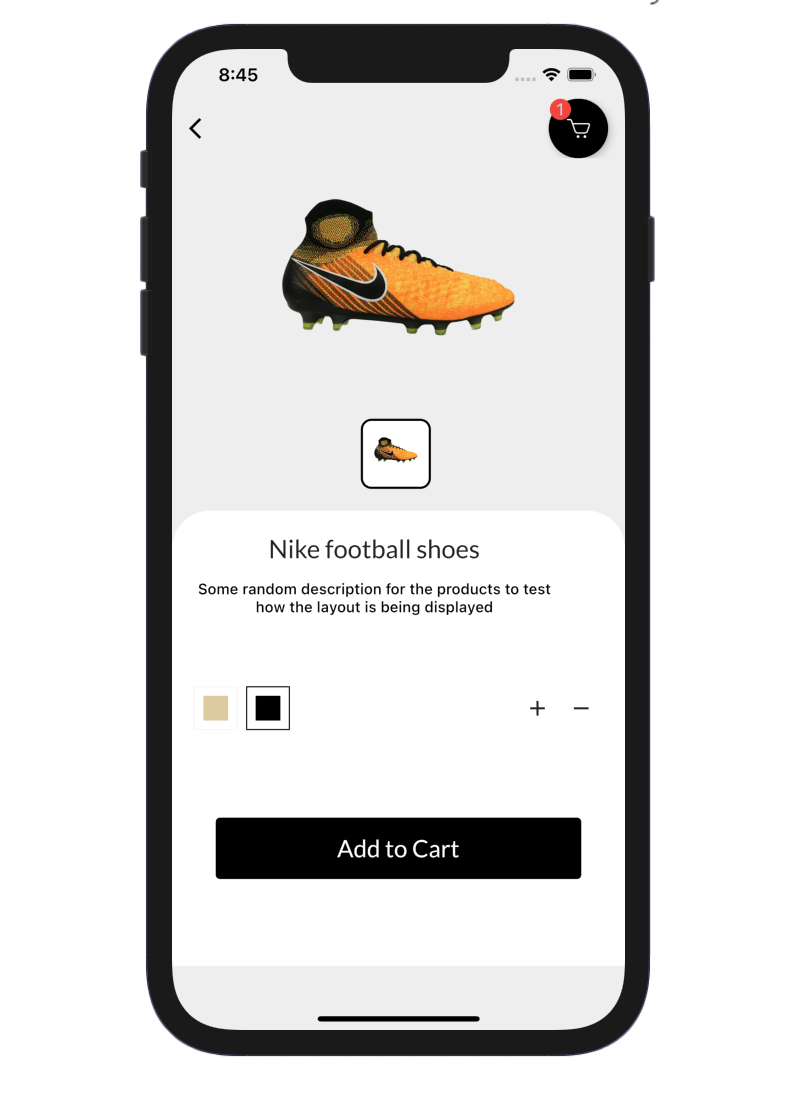 8:45
1
Nike football shoes
Some random description for the products to test
how the layout is being displayed
Add to Cart